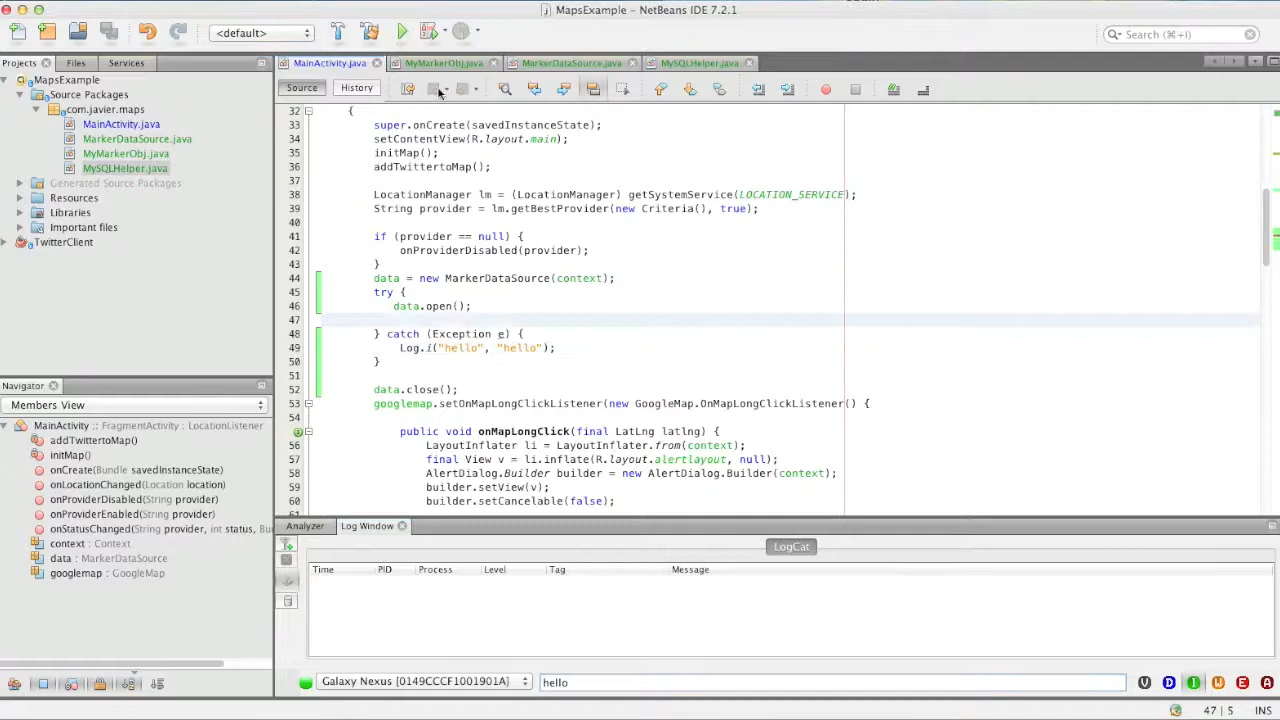 MapsExample – NetBeans IDE 7.2.1
<default>
Search (⌘+I)
Projects
Files
Services
MainActivity.java
MyMarkerObj.java
MarkerDataSource.java
MySQLHelper.java
Source
History
MapsExample
Source Packages
com.javier.maps
MainActivity.java
MarkerDataSource.java
MyMarkerObj.java
MySQLHelper.java
Generated Source Packages
Resources
Libraries
Important files
TwitterClient
32 {
33 super.onCreate(savedInstanceState);
34 setContentView(R.layout.main);
35 initMap();
36 addTwittertoMap();
37
38 LocationManager lm = (LocationManager) getSystemService(LOCATION_SERVICE);
39 String provider = lm.getBestProvider(new Criteria(), true);
40
41 if (provider == null) {
42 onProviderDisabled(provider);
43 }
44 data = new MarkerDataSource(context);
45 try {
46 data.open();
47
48 } catch (Exception e) {
49 Log.i("hello", "hello");
50 }
51
52 data.close();
53 googlemap.setOnMapLongClickListener(new GoogleMap.OnMapLongClickListener() {
54
public void onMapLongClick(final LatLng latlng) {
56 LayoutInflater li = LayoutInflater.from(context);
57 final View v = li.inflate(R.layout.alertlayout, null);
58 AlertDialog.Builder builder = new AlertDialog.Builder(context);
59 builder.setView(v);
60 builder.setCancelable(false);
Navigator
Members View
MainActivity :: FragmentActivity : LocationListener
addTwittertoMap()
initMap()
onCreate(Bundle savedInstanceState)
onLocationChanged(Location location)
onProviderDisabled(String provider)
onProviderEnabled(String provider)
onStatusChanged(String provider, int status, Bu
context : Context
data : MarkerDataSource
googlemap : GoogleMap
Analyzer
Log Window
LogCat
Time PID Process Level Tag Message
Galaxy Nexus [0149CCCF1001901A]
hello
V D I W E A
47 | 5 INS